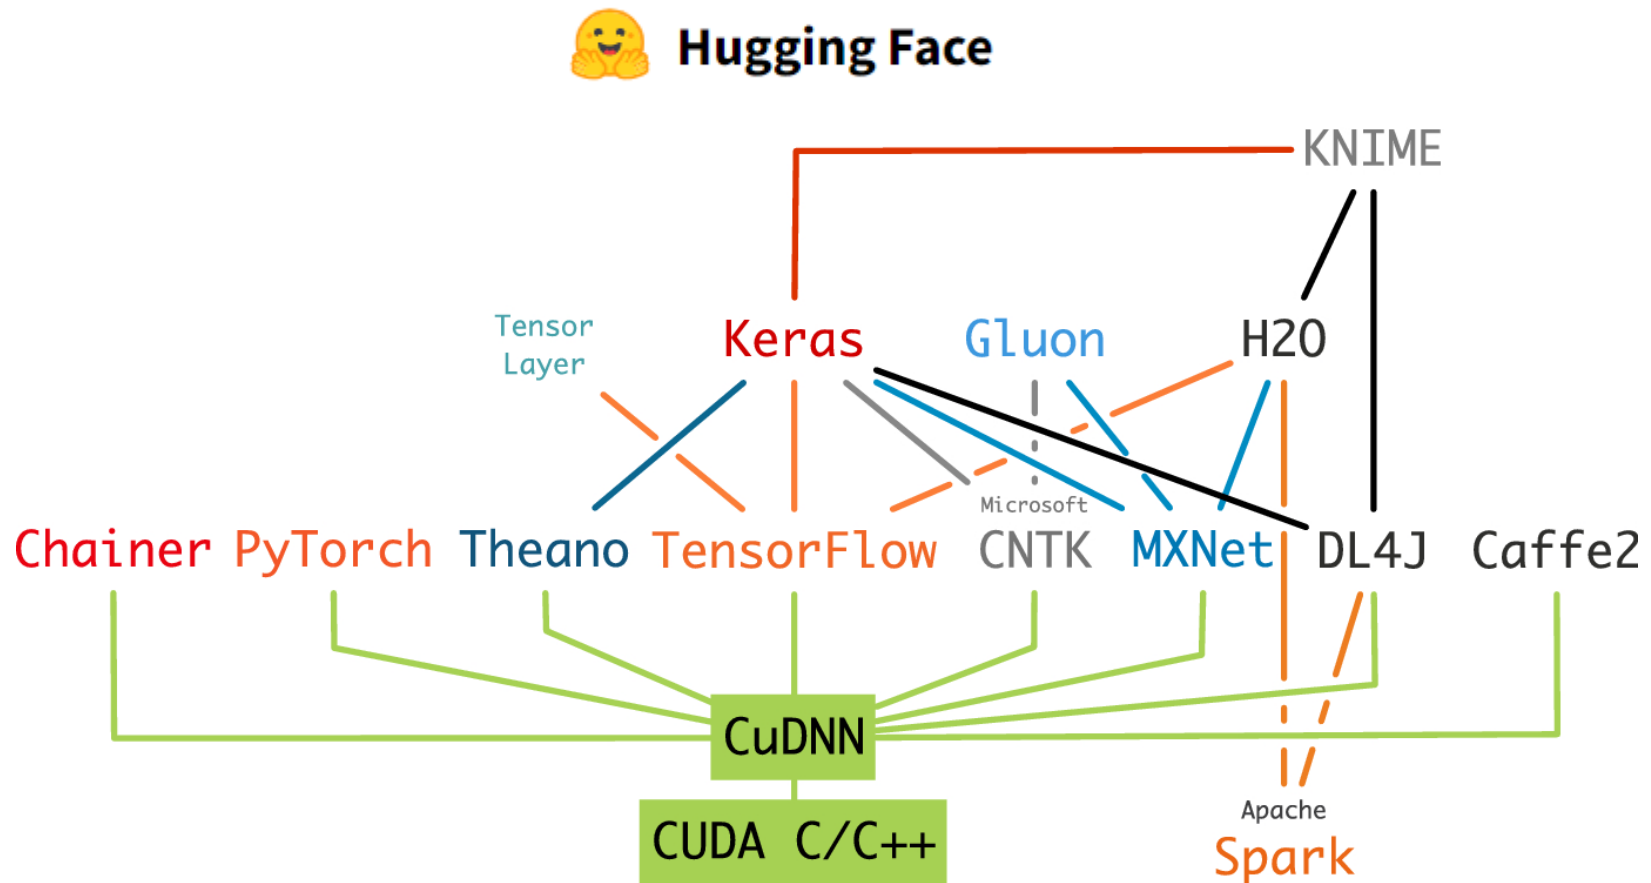 Hugging Face
KNIME
Tensor
Layer
Keras
Gluon
H2O
Microsoft
Chainer
PyTorch
Theano
TensorFlow
CNTK
MXNet
DL4J
Caffe2
CuDNN
CUDA C/C++
Apache
Spark